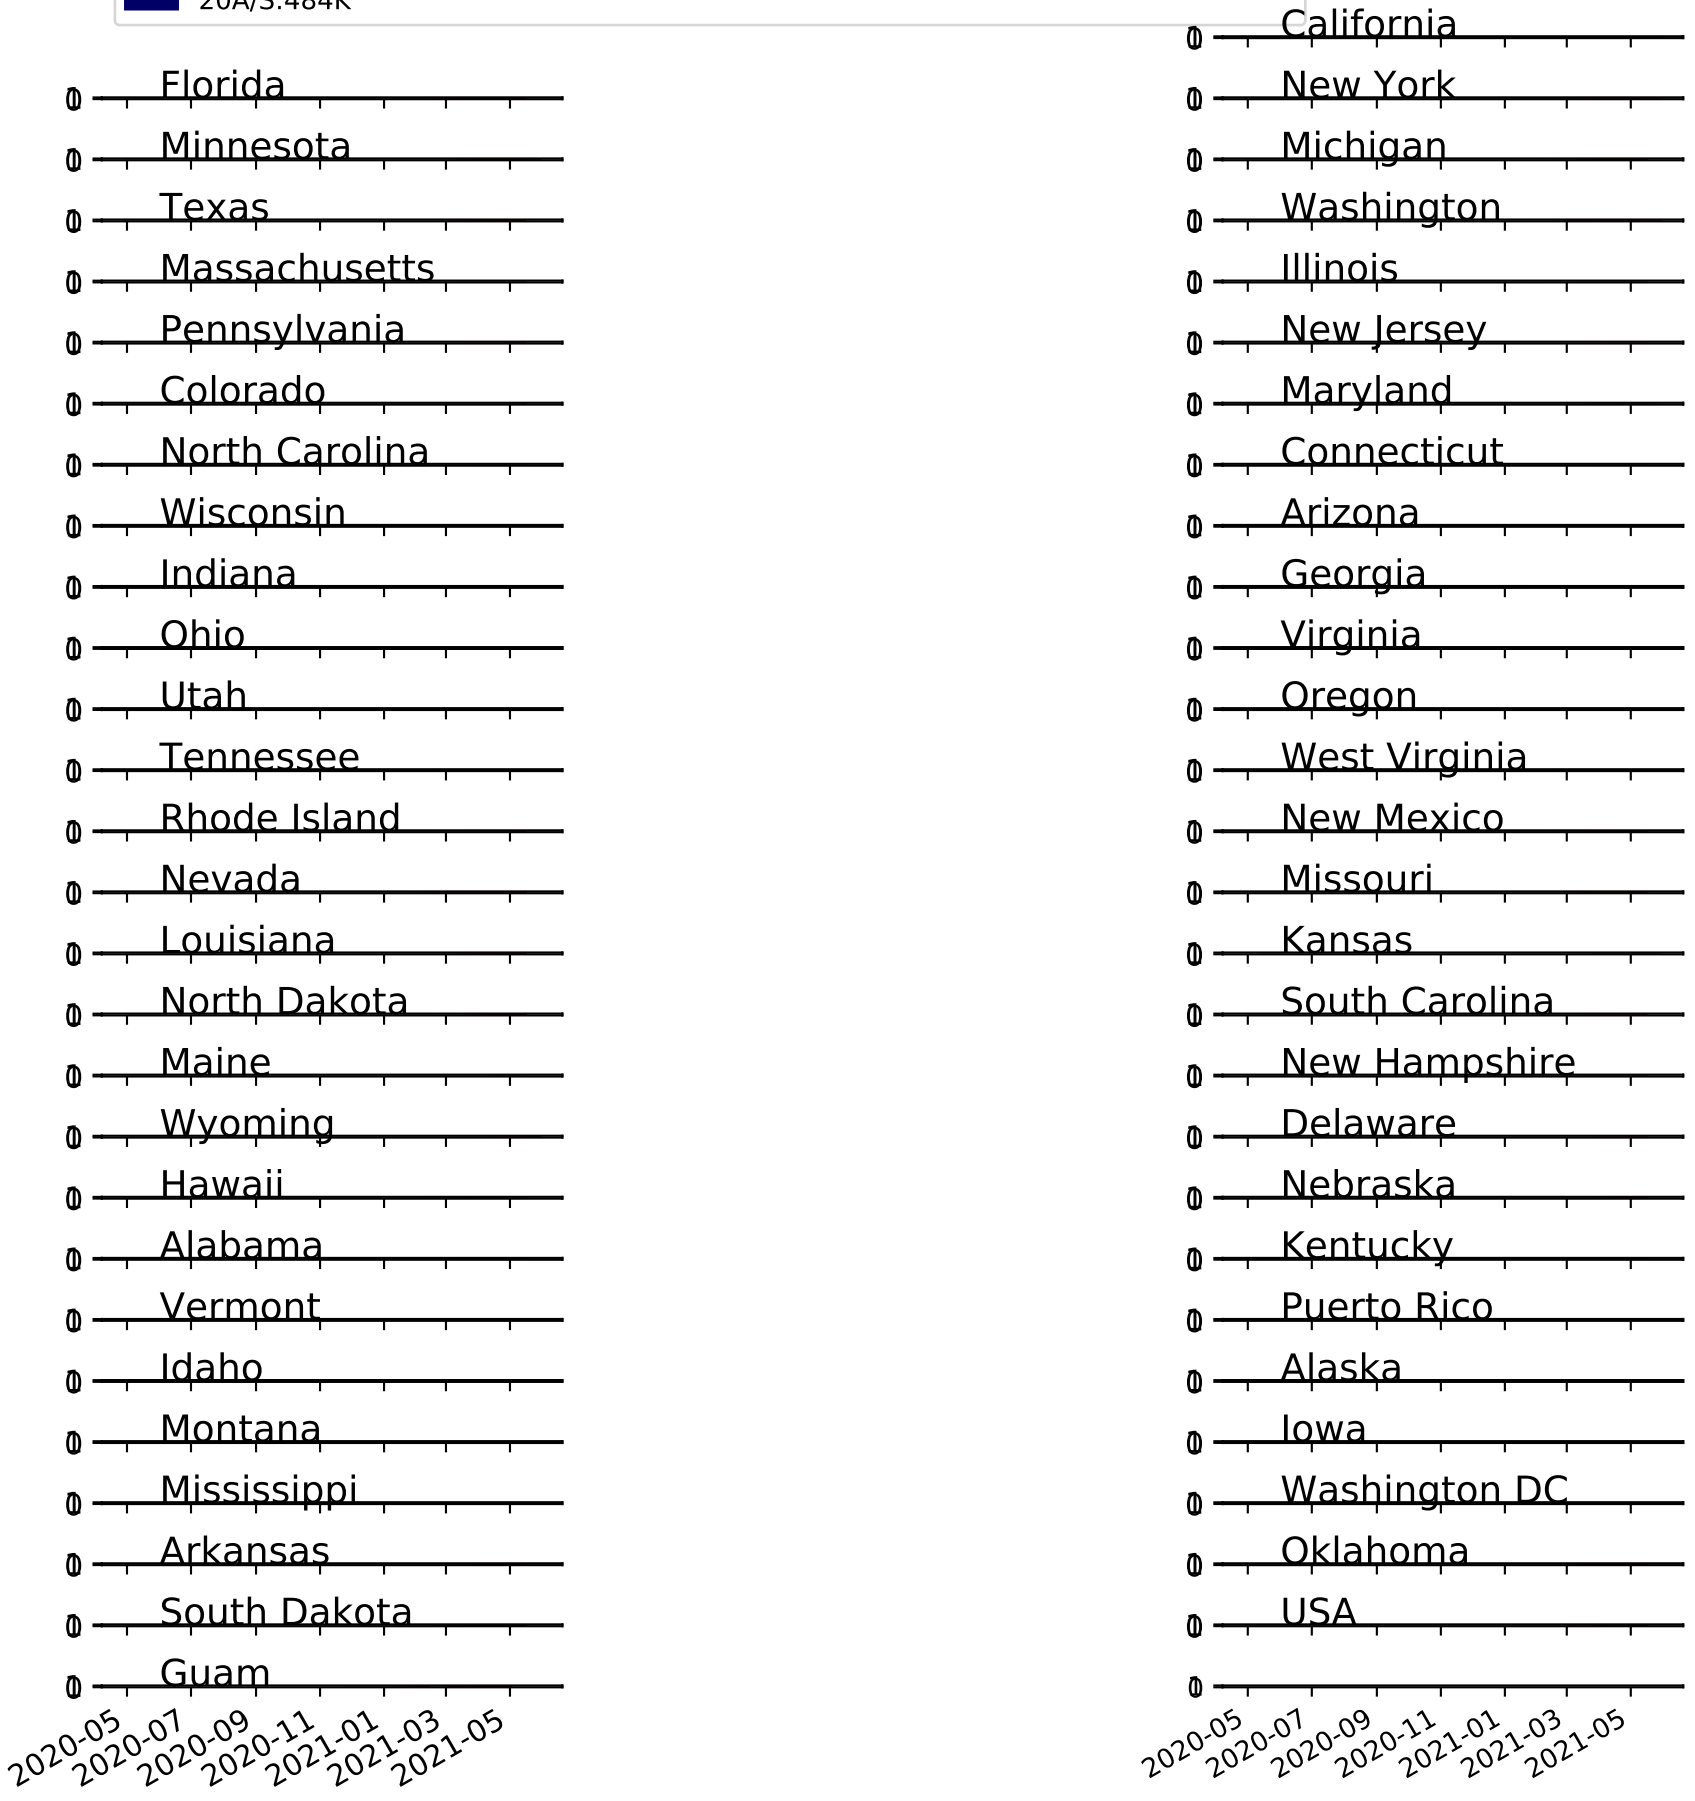 20A/S:484K
California
Florida
New York
Minnesota
Michigan
Texas
Washington
Massachusetts
Illinois
Pennsylvania
New Jersey
Colorado
Maryland
North Carolina
Connecticut
Wisconsin
Arizona
Indiana
Georgia
Ohio
Virginia
Utah
Oregon
Tennessee
West Virginia
Rhode Island
New Mexico
Nevada
Missouri
Louisiana
Kansas
North Dakota
South Carolina
Maine
New Hampshire
Wyoming
Delaware
Hawaii
Nebraska
Alabama
Kentucky
Vermont
Puerto Rico
Idaho
Alaska
Montana
Iowa
Mississippi
Washington DC
Arkansas
Oklahoma
South Dakota
USA
Guam
2020-05 2020-07 2020-09 2020-11 2021-01 2021-03 2021-05
2020-05 2020-07 2020-09 2020-11 2021-01 2021-03 2021-05